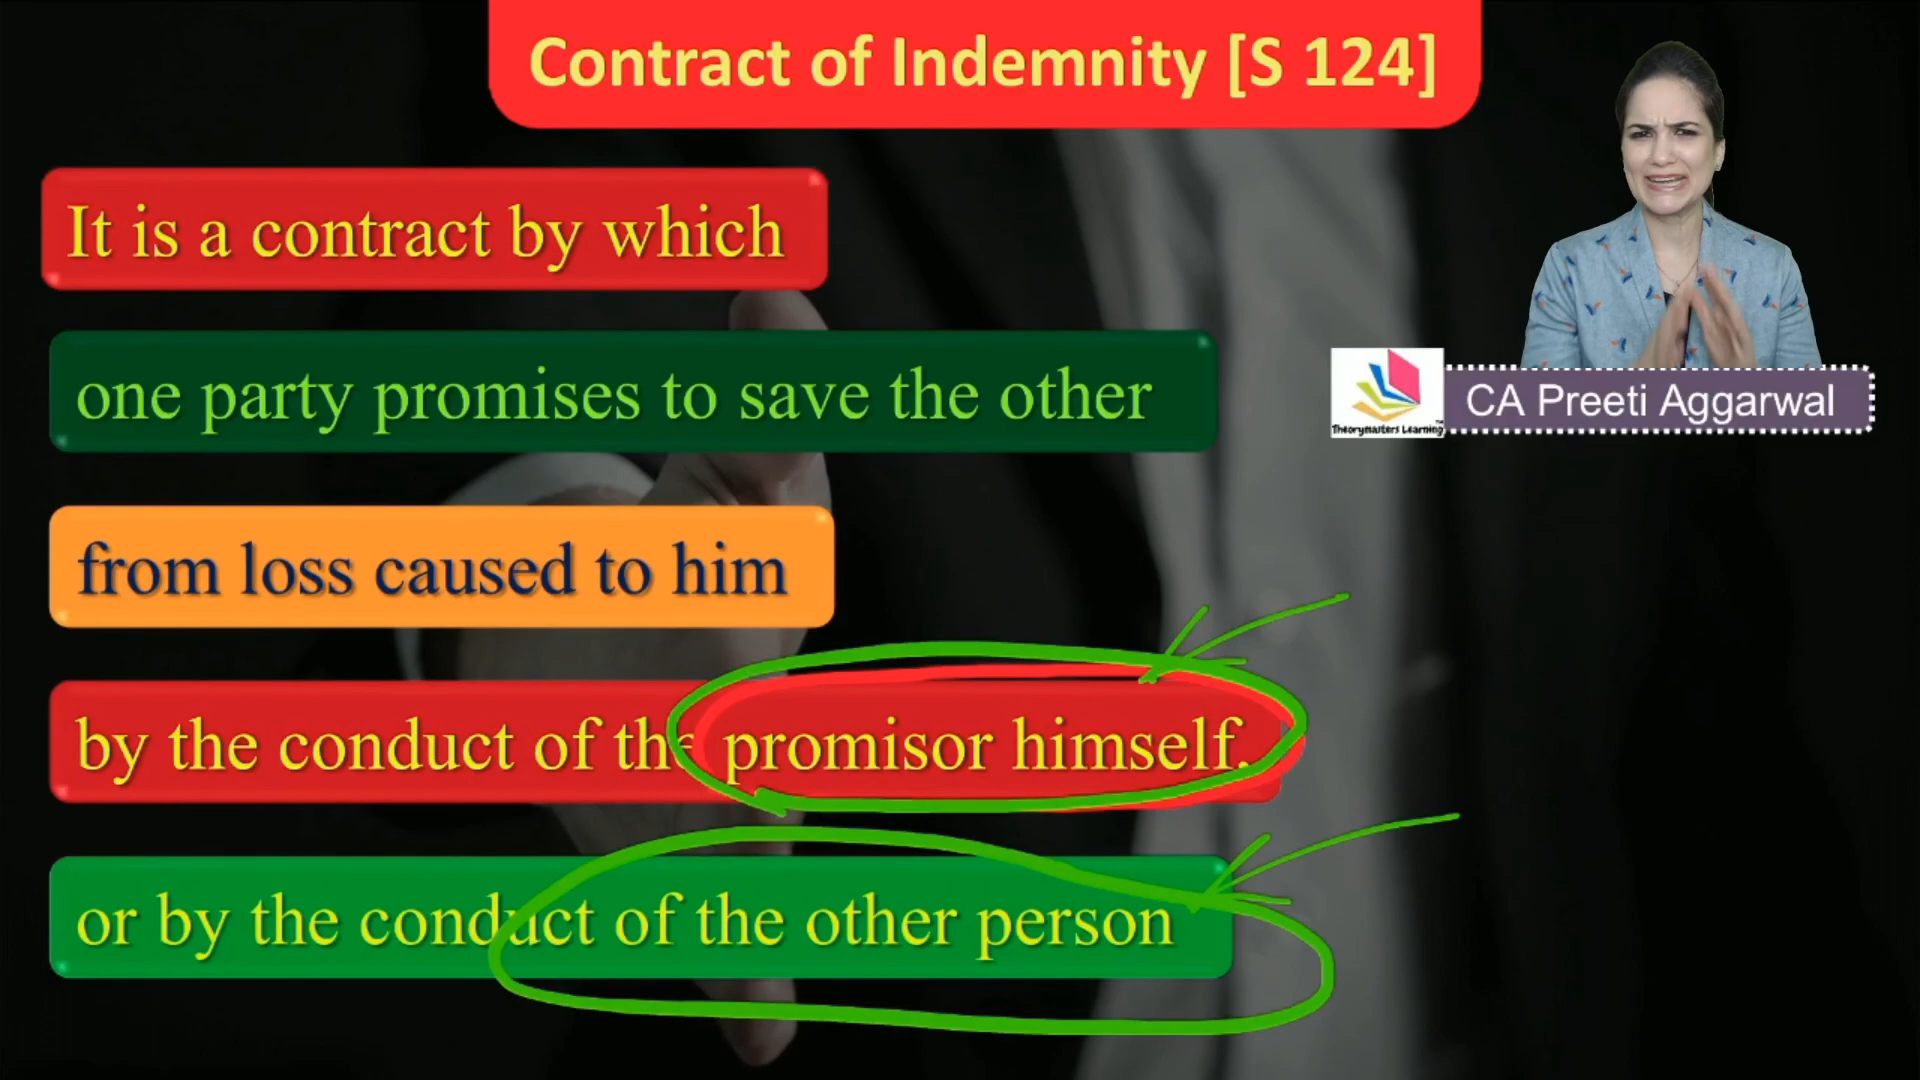 Contract of Indemnity [S 124]
It is a contract by which
one party promises to save the other
from loss caused to him
by the conduct of the promisor himself.
or by the conduct of the other person
CA Preeti Aggarwal
Theorymasters Learning